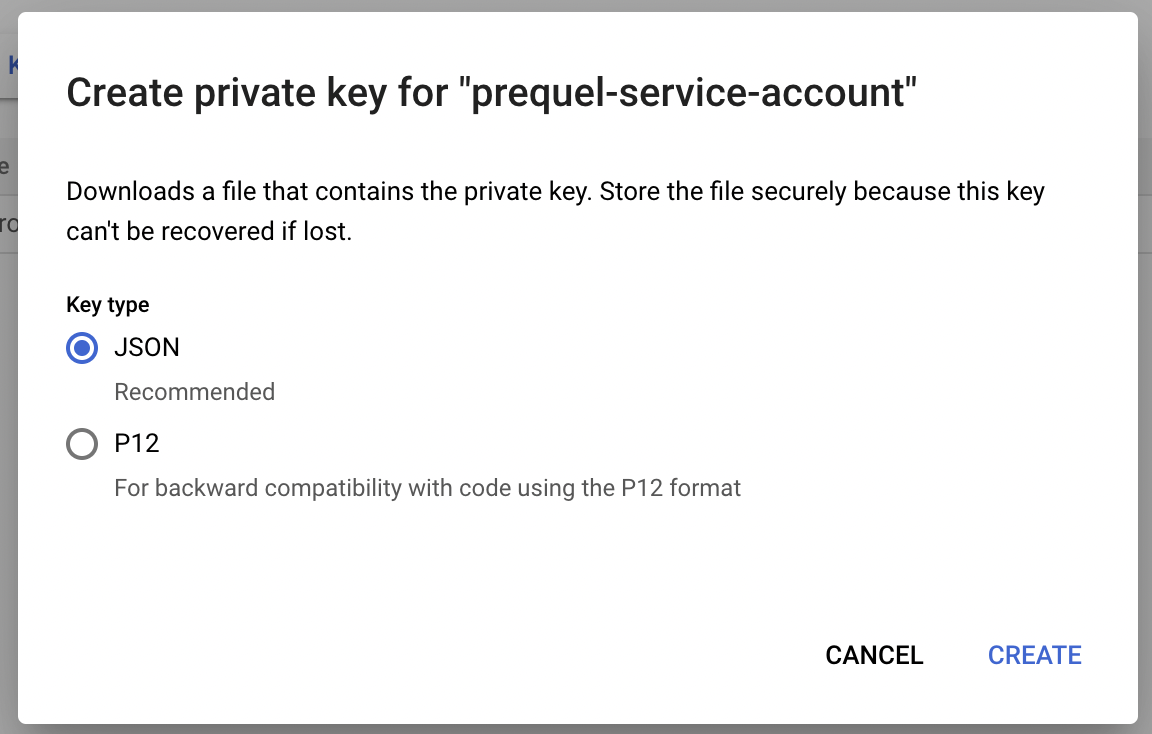 Create private key for "prequel-service-account"
Downloads a file that contains the private key. Store the file securely because this key
can't be recovered if lost.
Key type
JSON
Recommended
P12
For backward compatibility with code using the P12 format
CANCEL
CREATE